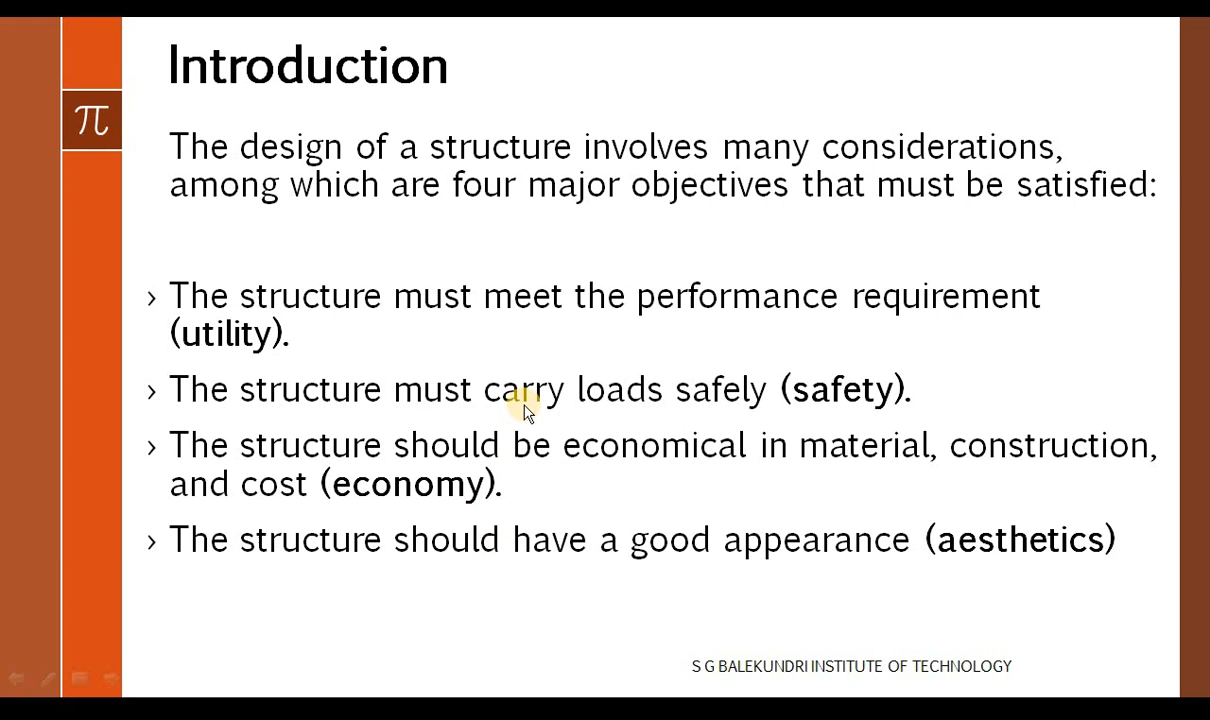 Introduction
π
The design of a structure involves many considerations,
among which are four major objectives that must be satisfied:
› The structure must meet the performance requirement
(utility).
› The structure must carry loads safely (safety).
› The structure should be economical in material, construction,
and cost (economy).
› The structure should have a good appearance (aesthetics)
S G BALEKUNDRI INSTITUTE OF TECHNOLOGY